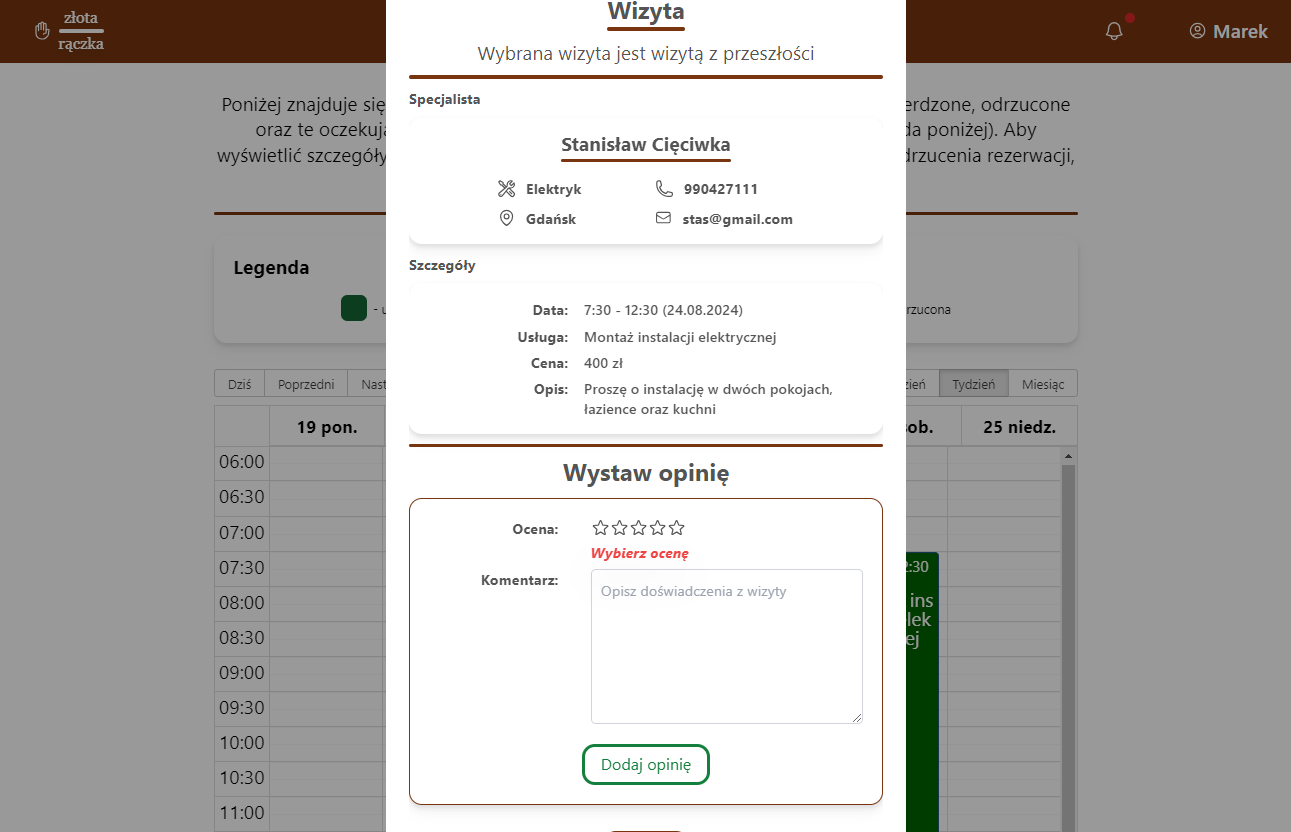 złota
rączka
Marek
Wizyta
Wybrana wizyta jest wizytą z przeszłości
Poniżej znajduje się
oraz te
wyświetlić szczegóły
odrzucone
poniżej). Aby
rezerwacji,
Specjalista
Stanisław Cięciwka
Elektryk
990427111
Gdańsk
stas@gmail.com
Legenda
Szczegóły
Data: 7:30 - 12:30 (24.08.2024)
Usługa: Montaż instalacji elektrycznej
Cena: 400 zł
Opis: Proszę o instalację w dwóch pokojach,
łazience oraz kuchni
Dziś
Poprzedni
Tydzień
Miesiąc
19 pon.
25 niedz.
06:00
06:30
07:00
07:30
08:00
08:30
09:00
09:30
10:00
10:30
11:00
Wystaw opinię
Ocena:
Wybierz ocenę
Komentarz:
Opisz doświadczenia z wizyty
Dodaj opinię